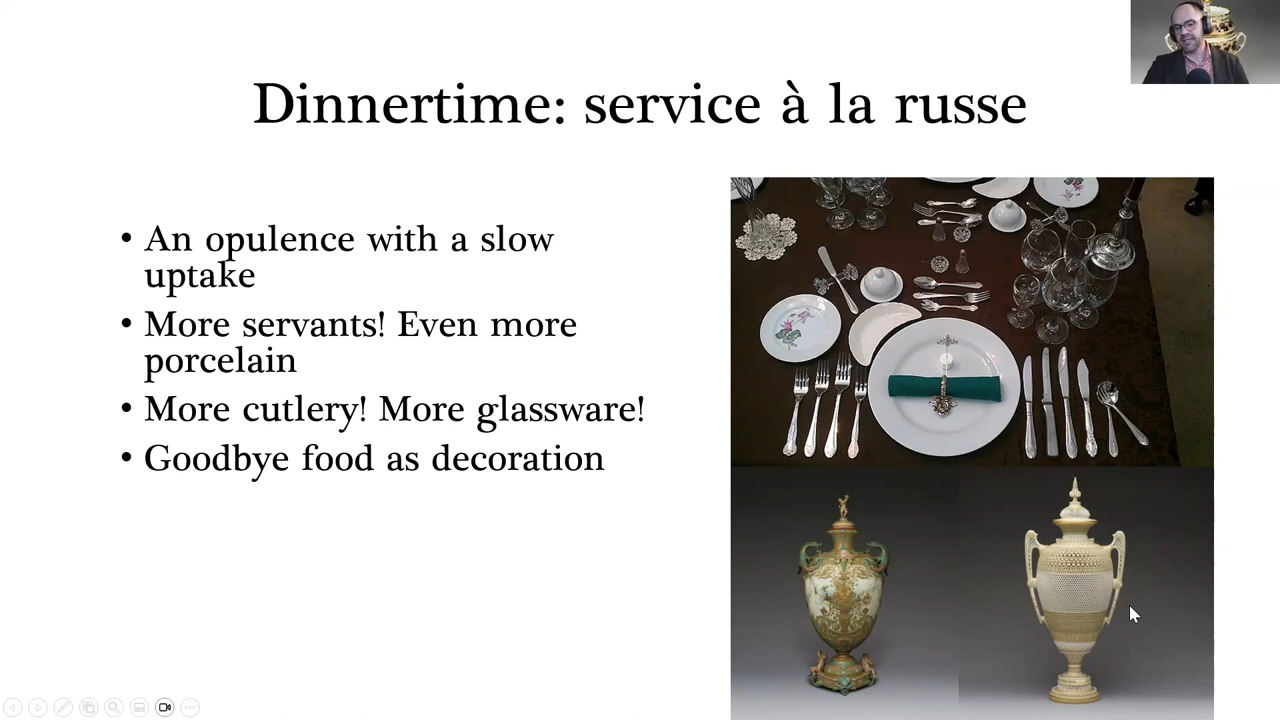 Dinnertime: service à la russe
• An opulence with a slow
uptake
• More servants! Even more
porcelain
• More cutlery! More glassware!
• Goodbye food as decoration